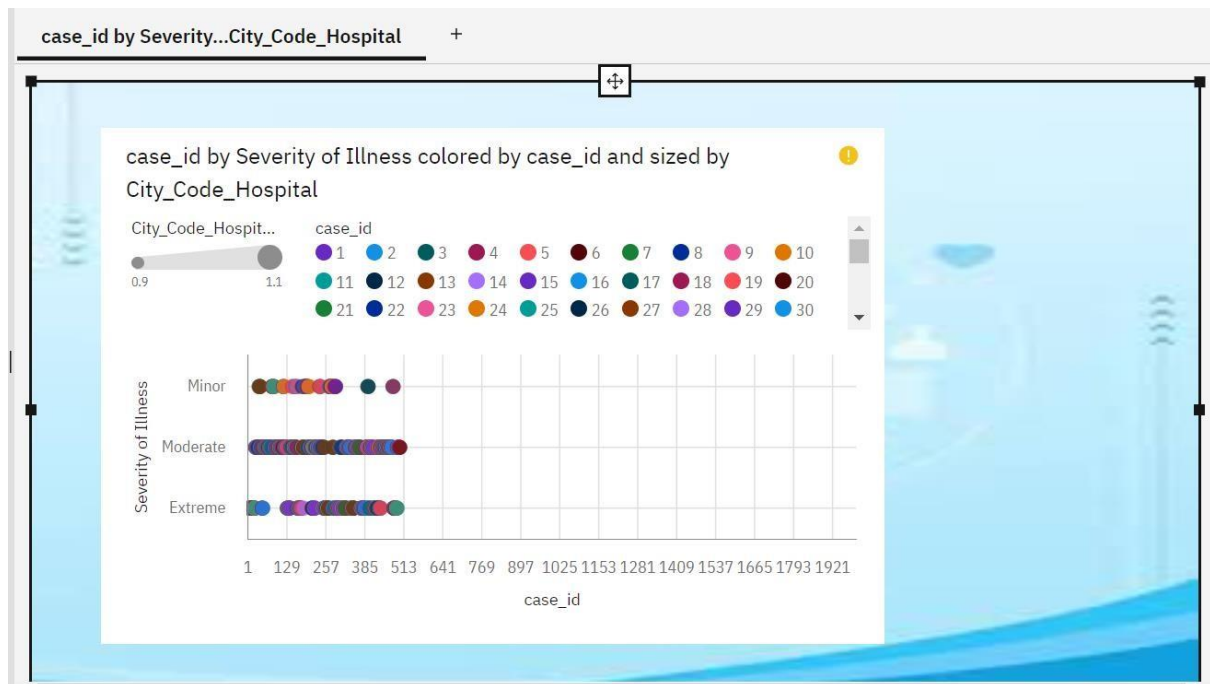 case_id by Severity...City_Code_Hospital +
case_id by Severity of Illness colored by case_id and sized by
City_Code_Hospital
City_Code_Hospit...
0.9 1.1
case_id
1 2 3 4 5 6 7 8 9 10
11 12 13 14 15 16 17 18 19 20
21 22 23 24 25 26 27 28 29 30
Severity of Illness
Minor
Moderate
Extreme
1 129 257 385 513 641 769 897 1025 1153 1281 1409 1537 1665 1793 1921
case_id